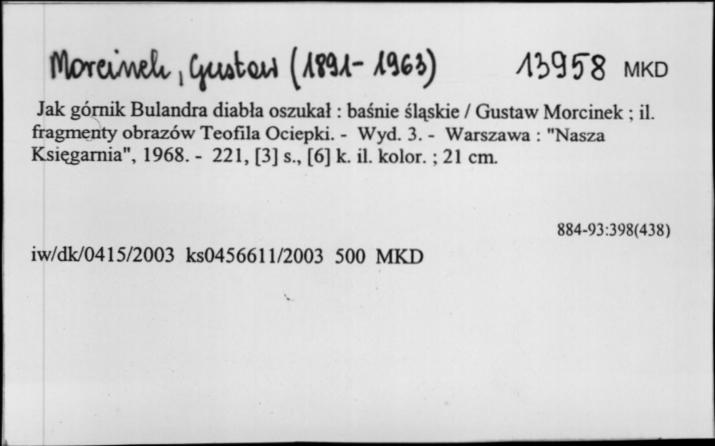 Morcinek, Gustaw (1891-1963) 13958 MKD
Jak górnik Bulandra diabła oszukał : baśnie śląskie / Gustaw Morcinek ; il.
fragmenty obrazów Teofila Ociepki. - Wyd. 3. - Warszawa : "Nasza
Księgarnia", 1968. - 221, [3] s., [6] k. il. kolor. ; 21 cm.
884-93:398(438)
iw/dk/0415/2003 ks0456611/2003 500 MKD